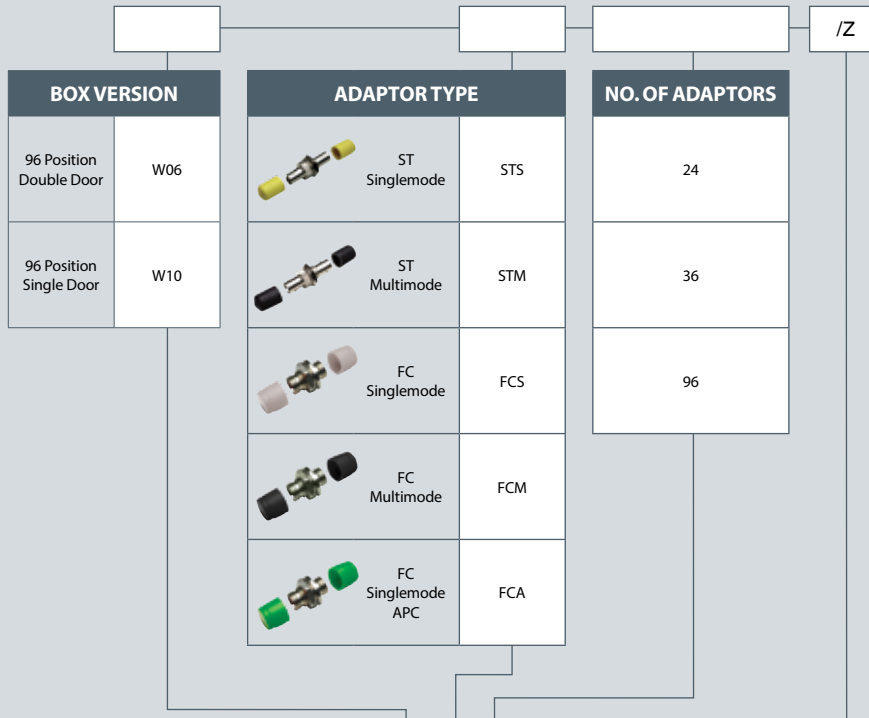 /Z
BOX VERSION
96 Position
Double Door
W06
96 Position
Single Door
W10
ADAPTOR TYPE
ST
Singlemode
STS
ST
Multimode
STM
FC
Singlemode
FCS
FC
Multimode
FCM
FC
Singlemode
APC
FCA
NO. OF ADAPTORS
24
36
96